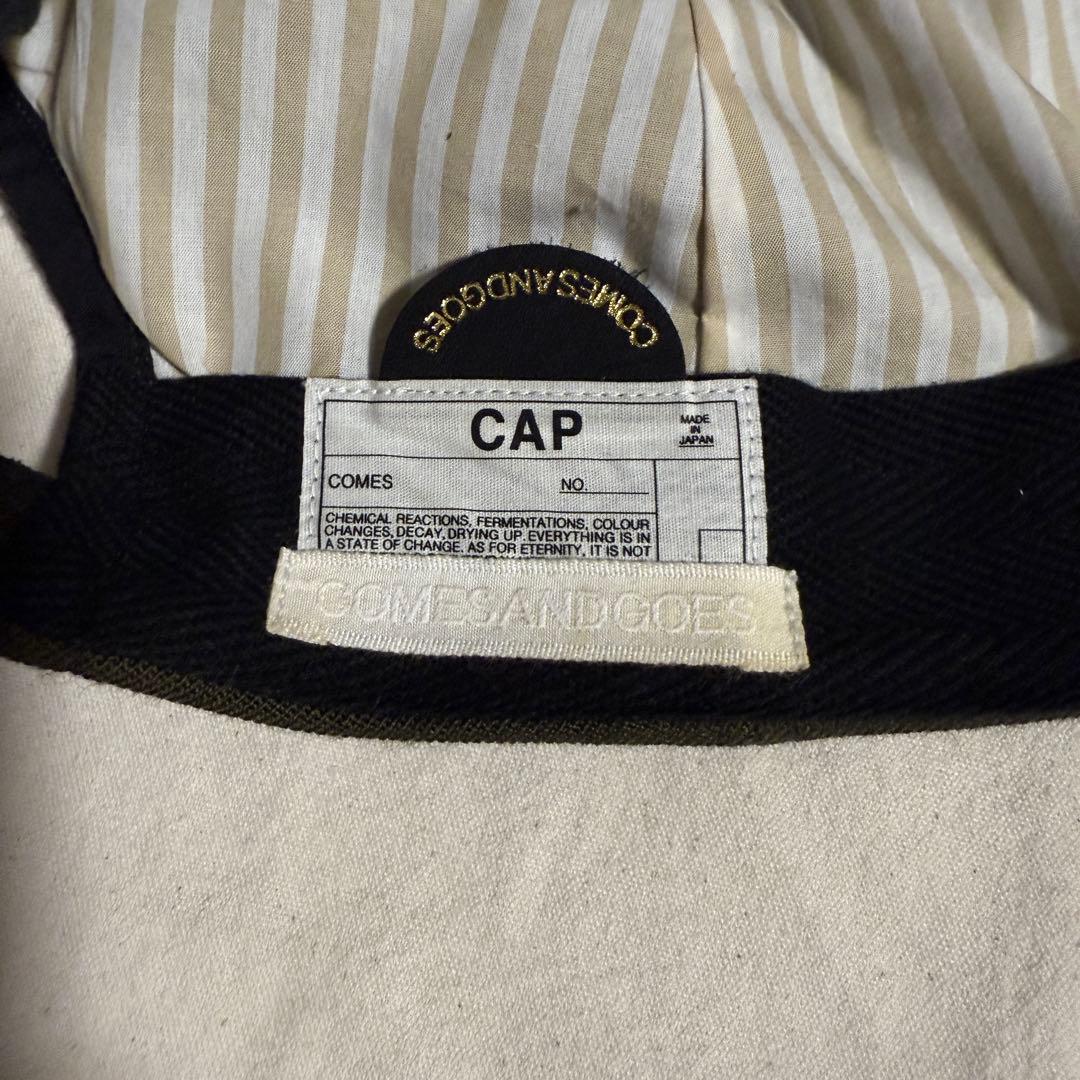 COMESANDGOES
CAP
MADE
IN
JAPAN
COMES
NO.
CHEMICAL REACTIONS, FERMENTATIONS, COLOUR
CHANGES, DECAY, DRYING UP. EVERYTHING IS IN
A STATE OF CHANGE. AS FOR ETERNITY, IT IS NOT
COMESANDGOES